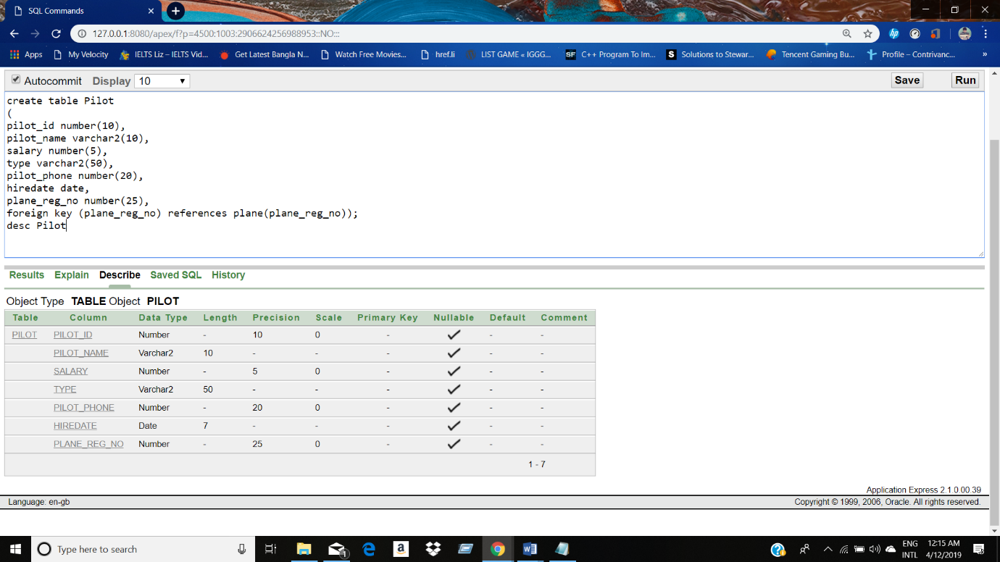 SQL Commands
127.0.0.1:8080/apex/f?p=4500:1003:2906624256988953::NO:::
Apps My Velocity IELTS Liz – IELTS Vid... Get Latest Bangla N... Watch Free Movies... href.li LIST GAME « IGGG... SF C++ Program To Im... S Solutions to Stewar... Tencent Gaming Bu... Profile – Contrivanc... »
Autocommit Display 10 Save Run
create table Pilot
(
pilot_id number(10),
pilot_name varchar2(10),
salary number(5),
type varchar2(50),
pilot_phone number(20),
hiredate date,
plane_reg_no number(25),
foreign key (plane_reg_no) references plane(plane_reg_no));
desc Pilot
Results Explain Describe Saved SQL History
Object Type TABLE Object PILOT
Table Column Data Type Length Precision Scale Primary Key Nullable Default Comment
PILOT PILOT_ID Number - 10 0 - ✓ - -
PILOT_NAME Varchar2 10 - - - ✓ - -
SALARY Number - 5 0 - ✓ - -
TYPE Varchar2 50 - - - ✓ - -
PILOT_PHONE Number - 20 0 - ✓ - -
HIREDATE Date 7 - - - ✓ - -
PLANE_REG_NO Number - 25 0 - ✓ - -
1 - 7
Application Express 2.1.0.00.39
Language: en-gb Copyright © 1999, 2006, Oracle. All rights reserved.
Type here to search 1 a ENG 12:15 AM
INTL 4/12/2019